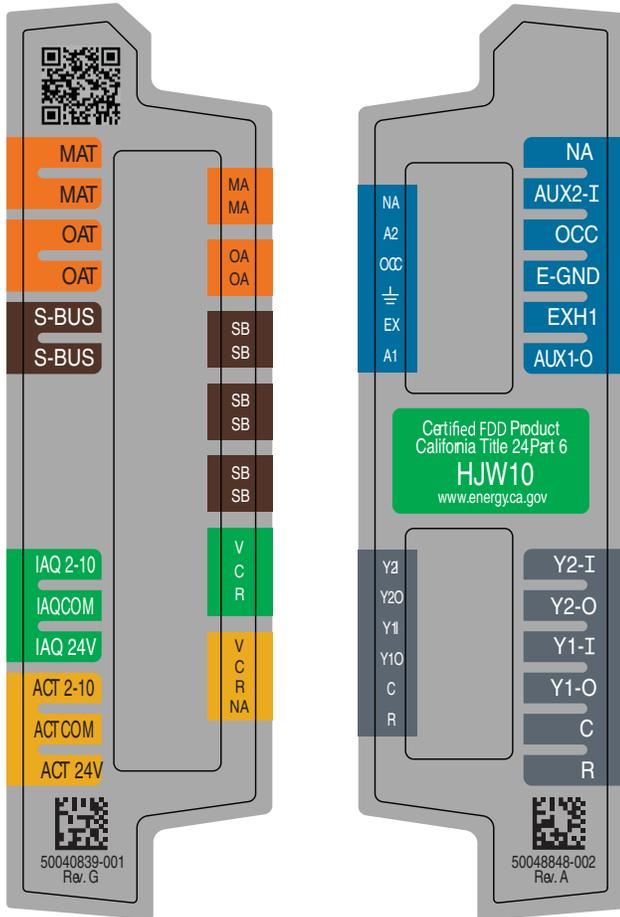 MAT
MAT
OAT
OAT
S-BUS
S-BUS
IAQ 2-10
IAQCOM
IAQ 24V
ACT 2-10
ACTCOM
ACT 24V
50040839-001
Rev. G
MA
MA
OA
OA
SB
SB
SB
SB
SB
SB
V
C
R
V
C
R
NA
NA
A2
OCC
EX
A1
Certified FDD Product
California Title 24,Part 6
HJW10
www.energy.ca.gov
Y2I
Y2O
Y1I
Y1O
C
R
NA
AUX2-I
OCC
E-GND
EXH1
AUX1-O
Y2-I
Y2-O
Y1-I
Y1-O
C
R
50048848-002
Rev. A